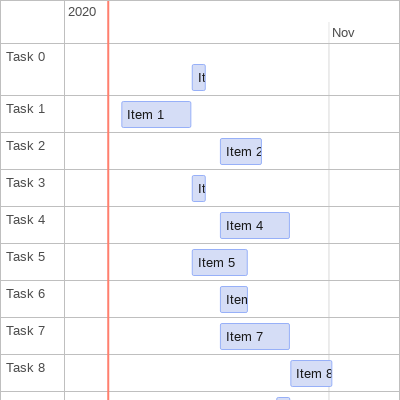 2020
Nov
Task 0
It
Task 1
Item 1
Task 2
Item 2
Task 3
It
Task 4
Item 4
Task 5
Item 5
Task 6
Item
Task 7
Item 7
Task 8
Item 8